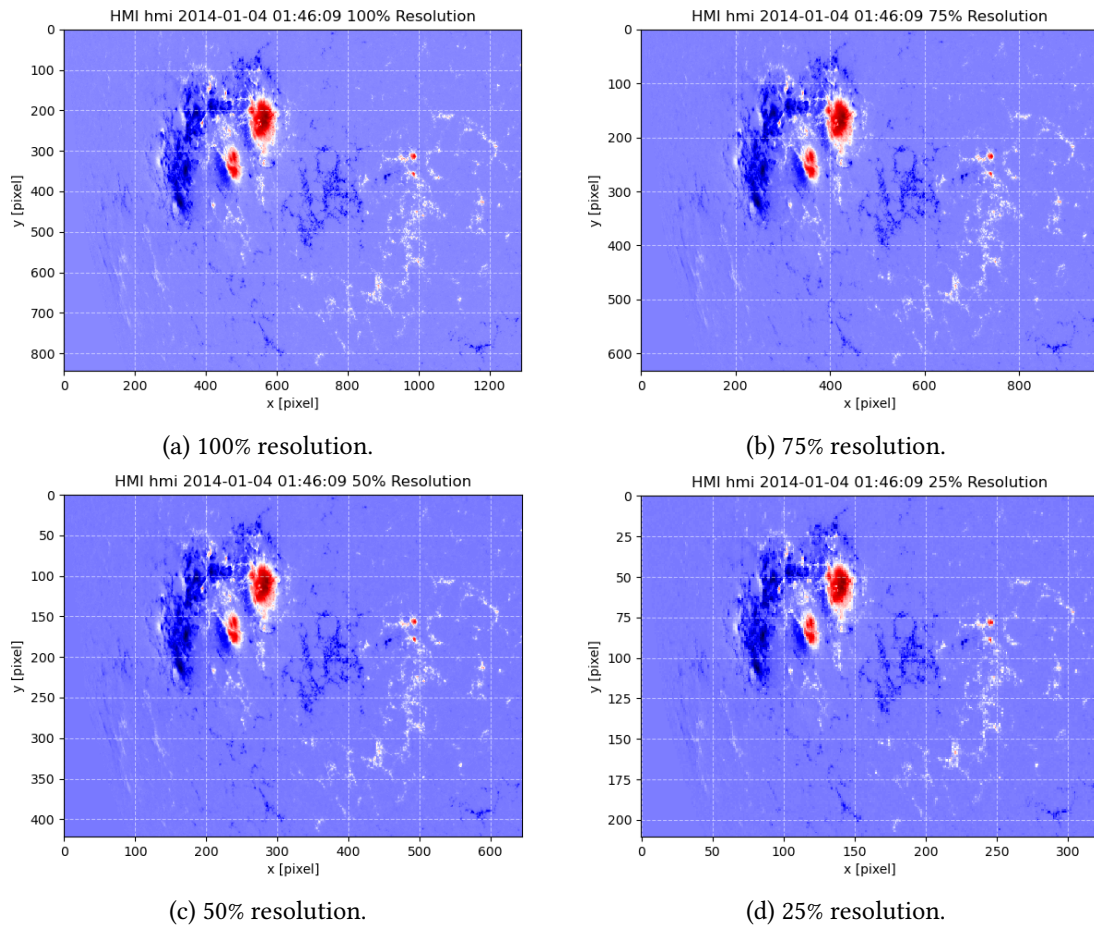 HMI hmi 2014-01-04 01:46:09 100% Resolution
0
100
200
300
400
500
600
700
800
y [pixel]
0 200 400 600 800 1000 1200
x [pixel]
(a) 100% resolution.
HMI hmi 2014-01-04 01:46:09 75% Resolution
0
100
200
300
400
500
600
y [pixel]
0 200 400 600 800
x [pixel]
(b) 75% resolution.
HMI hmi 2014-01-04 01:46:09 50% Resolution
0
50
100
150
200
250
300
350
400
y [pixel]
0 100 200 300 400 500 600
x [pixel]
(c) 50% resolution.
HMI hmi 2014-01-04 01:46:09 25% Resolution
0
25
50
75
100
125
150
175
200
y [pixel]
0 50 100 150 200 250 300
x [pixel]
(d) 25% resolution.